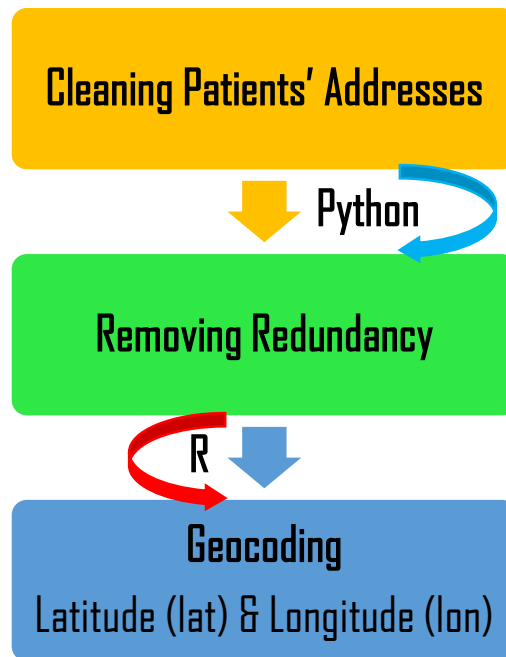 Cleaning Patients’ Addresses
Python
Removing Redundancy
R
Geocoding
Latitude (lat) & Longitude (lon)